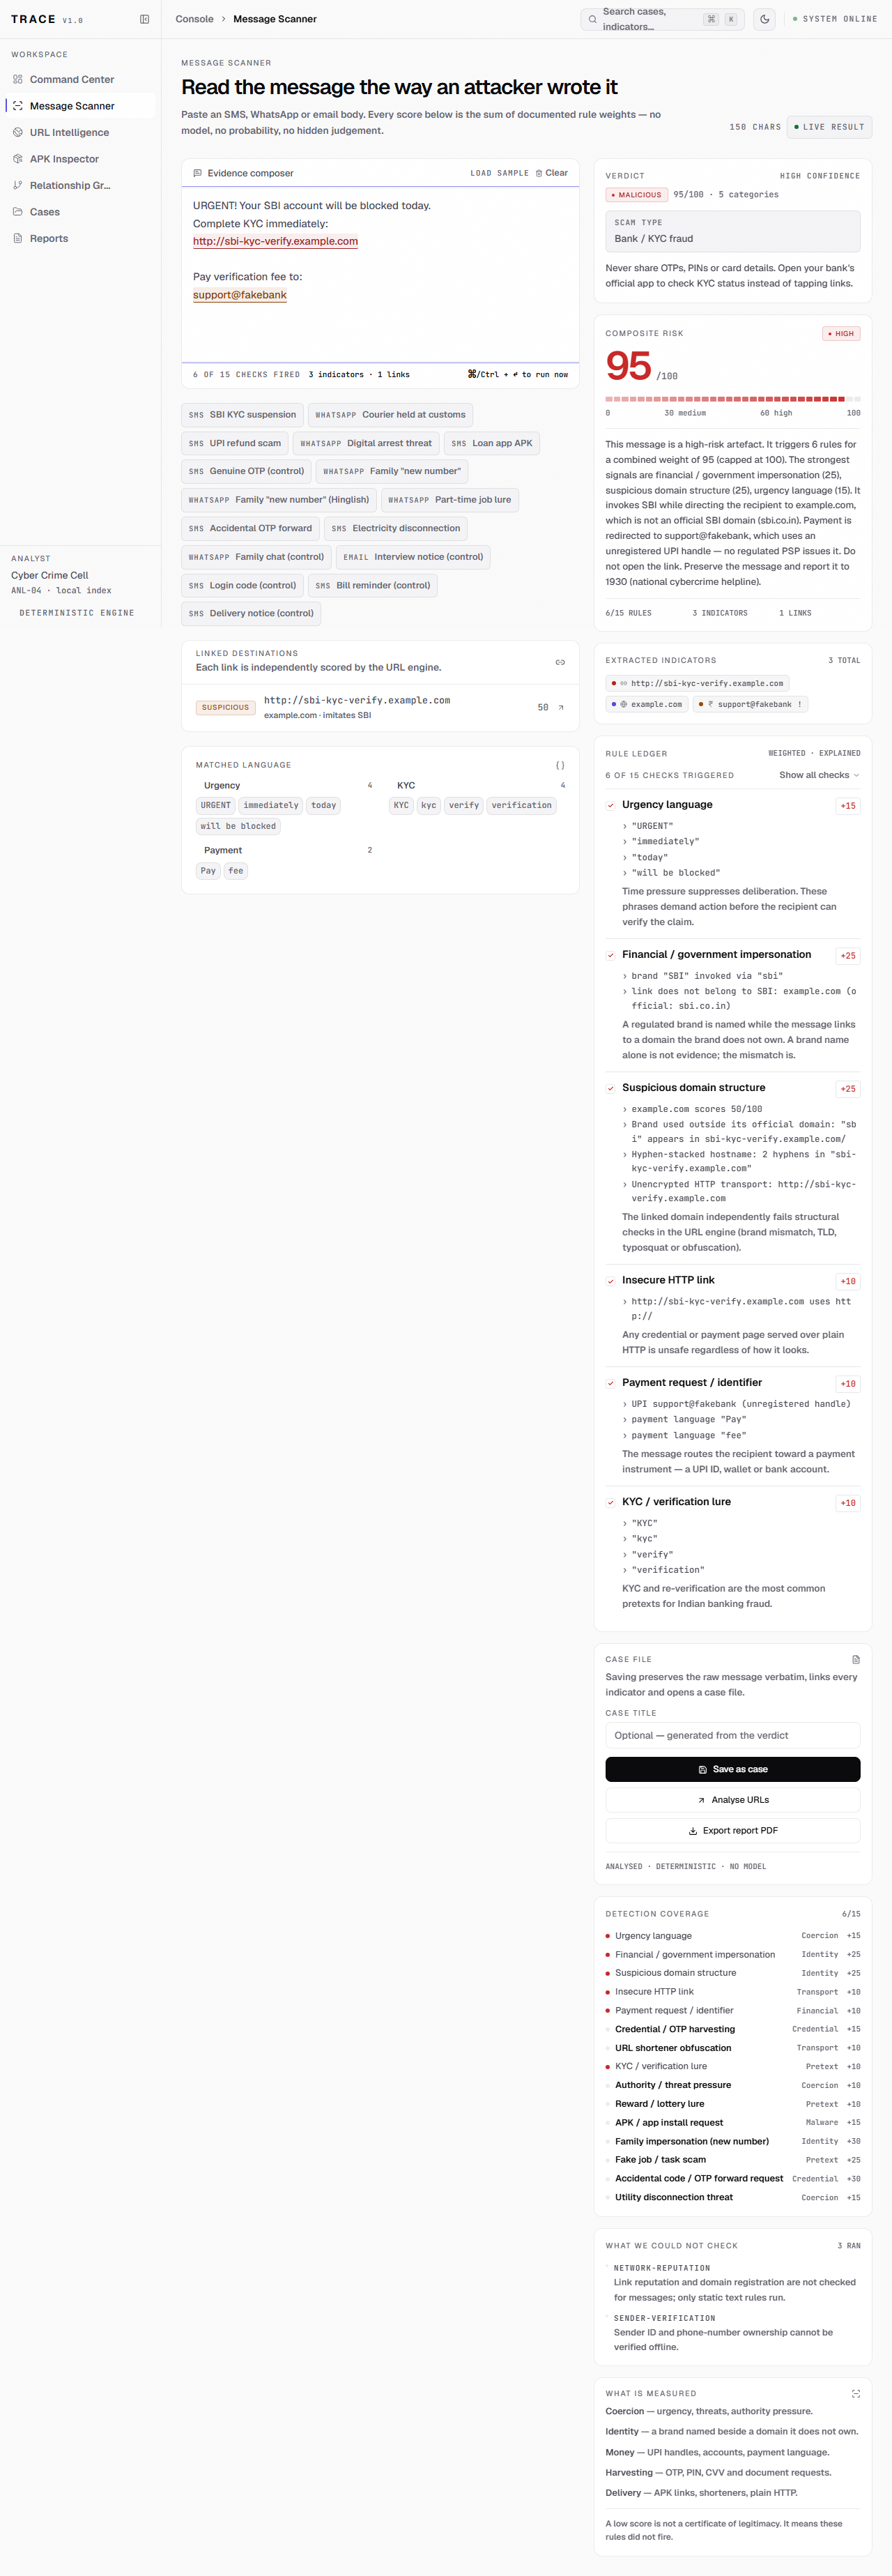 TRACE V1.0
WORKSPACE
Command Center
Message Scanner
URL Intelligence
APK Inspector
Relationship Gr...
Cases
Reports
ANALYST
Cyber Crime Cell
ANL-04 · local index
DETERMINISTIC ENGINE
Console > Message Scanner
Search cases, indicators...
⌘ K
SYSTEM ONLINE
MESSAGE SCANNER
Read the message the way an attacker wrote it
Paste an SMS, WhatsApp or email body. Every score below is the sum of documented rule weights — no
model, no probability, no hidden judgement.
150 CHARS
LIVE RESULT
Evidence composer
LOAD SAMPLE
Clear
URGENT! Your SBI account will be blocked today.
Complete KYC immediately:
http://sbi-kyc-verify.example.com
Pay verification fee to:
support@fakebank
6 OF 15 CHECKS FIRED 3 indicators · 1 links
⌘/Ctrl + ↵ to run now
SMS SBI KYC suspension
WHATSAPP Courier held at customs
SMS UPI refund scam
WHATSAPP Digital arrest threat
SMS Loan app APK
SMS Genuine OTP (control)
WHATSAPP Family "new number"
WHATSAPP Family "new number" (Hinglish)
WHATSAPP Part-time job lure
SMS Accidental OTP forward
SMS Electricity disconnection
WHATSAPP Family chat (control)
EMAIL Interview notice (control)
SMS Login code (control)
SMS Bill reminder (control)
SMS Delivery notice (control)
LINKED DESTINATIONS
Each link is independently scored by the URL engine.
SUSPICIOUS
http://sbi-kyc-verify.example.com
example.com · imitates SBI
50
MATCHED LANGUAGE
{}
Urgency 4
URGENT immediately today
will be blocked
KYC 4
KYC kyc verify verification
Payment 2
Pay fee
VERDICT
HIGH CONFIDENCE
MALICIOUS 95/100 · 5 categories
SCAM TYPE
Bank / KYC fraud
Never share OTPs, PINs or card details. Open your bank's
official app to check KYC status instead of tapping links.
COMPOSITE RISK
HIGH
95 /100
0 30 medium 60 high 100
This message is a high-risk artefact. It triggers 6 rules for
a combined weight of 95 (capped at 100). The strongest
signals are financial / government impersonation (25),
suspicious domain structure (25), urgency language (15). It
invokes SBI while directing the recipient to example.com,
which is not an official SBI domain (sbi.co.in). Payment is
redirected to support@fakebank, which uses an
unregistered UPI handle — no regulated PSP issues it. Do
not open the link. Preserve the message and report it to
1930 (national cybercrime helpline).
6/15 RULES 3 INDICATORS 1 LINKS
EXTRACTED INDICATORS
3 TOTAL
http://sbi-kyc-verify.example.com
example.com
₹ support@fakebank !
RULE LEDGER
WEIGHTED · EXPLAINED
6 OF 15 CHECKS TRIGGERED
Show all checks
Urgency language +15
› "URGENT"
› "immediately"
› "today"
› "will be blocked"
Time pressure suppresses deliberation. These
phrases demand action before the recipient can
verify the claim.
Financial / government impersonation +25
› brand "SBI" invoked via "sbi"
› link does not belong to SBI: example.com (o
fficial: sbi.co.in)
A regulated brand is named while the message links
to a domain the brand does not own. A brand name
alone is not evidence; the mismatch is.
Suspicious domain structure +25
› example.com scores 50/100
› Brand used outside its official domain: "sb
i" appears in sbi-kyc-verify.example.com/
› Hyphen-stacked hostname: 2 hyphens in "sbi-
kyc-verify.example.com"
› Unencrypted HTTP transport: http://sbi-kyc-
verify.example.com
The linked domain independently fails structural
checks in the URL engine (brand mismatch, TLD,
typosquat or obfuscation).
Insecure HTTP link +10
› http://sbi-kyc-verify.example.com uses htt
p://
Any credential or payment page served over plain
HTTP is unsafe regardless of how it looks.
Payment request / identifier +10
› UPI support@fakebank (unregistered handle)
› payment language "Pay"
› payment language "fee"
The message routes the recipient toward a payment
instrument — a UPI ID, wallet or bank account.
KYC / verification lure +10
› "KYC"
› "kyc"
› "verify"
› "verification"
KYC and re-verification are the most common
pretexts for Indian banking fraud.
CASE FILE
Saving preserves the raw message verbatim, links every
indicator and opens a case file.
CASE TITLE
Optional — generated from the verdict
Save as case
Analyse URLs
Export report PDF
ANALYSED · DETERMINISTIC · NO MODEL
DETECTION COVERAGE 6/15
Urgency language Coercion +15
Financial / government impersonation Identity +25
Suspicious domain structure Identity +25
Insecure HTTP link Transport +10
Payment request / identifier Financial +10
Credential / OTP harvesting Credential +15
URL shortener obfuscation Transport +10
KYC / verification lure Pretext +10
Authority / threat pressure Coercion +10
Reward / lottery lure Pretext +10
APK / app install request Malware +15
Family impersonation (new number) Identity +30
Fake job / task scam Pretext +25
Accidental code / OTP forward request Credential +30
Utility disconnection threat Coercion +15
WHAT WE COULD NOT CHECK 3 RAN
NETWORK-REPUTATION
Link reputation and domain registration are not checked
for messages; only static text rules run.
SENDER-VERIFICATION
Sender ID and phone-number ownership cannot be
verified offline.
WHAT IS MEASURED
Coercion — urgency, threats, authority pressure.
Identity — a brand named beside a domain it does not own.
Money — UPI handles, accounts, payment language.
Harvesting — OTP, PIN, CVV and document requests.
Delivery — APK links, shorteners, plain HTTP.
A low score is not a certificate of legitimacy. It means these
rules did not fire.